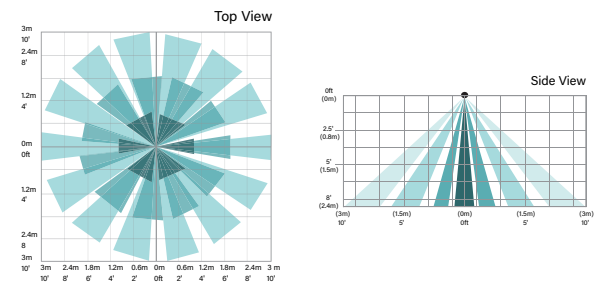 Top View
3m
10'
2.4m
8'
1.2m
4'
0m
0ft
1.2m
4'
2.4m
8
3m
10'
3m 2.4m 1.8m 1.2m 0.6m 0m 0.6m 1.2m 1.8m 2.4m 3 m
10' 8' 6' 4' 2' 0ft 2' 4' 6' 8' 10'
Side View
0ft
(0m)
2.5'
(0.8m)
5'
(1.5m)
8'
(2.4m)
(3m) (1.5m) (0m) (1.5m) (3m)
10' 5' 0ft 5' 10'